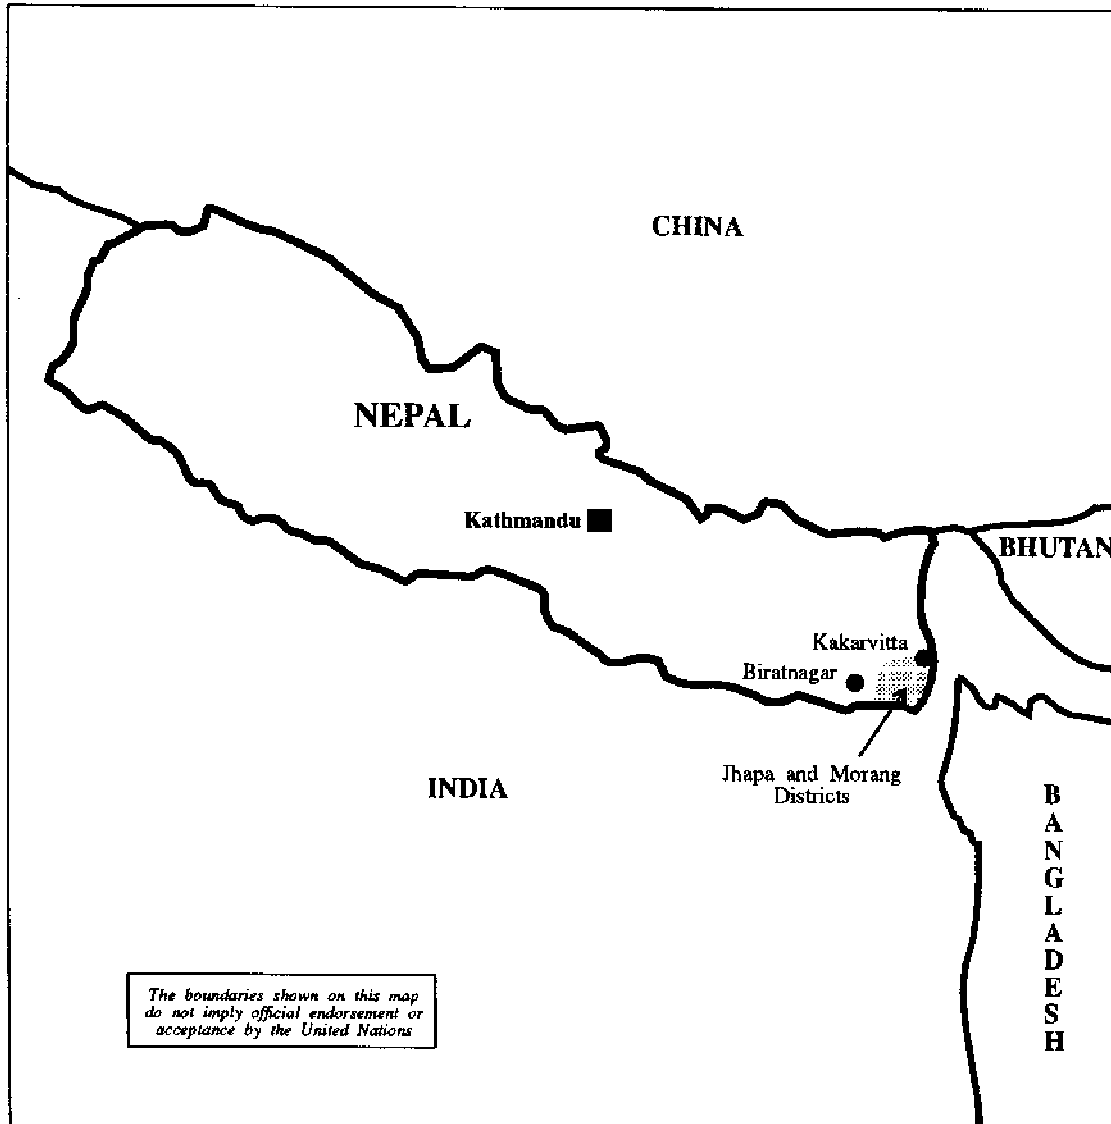 CHINA
NEPAL
Kathmandu
BHUTAN
Kakarvitta
Biratnagar
Jhapa and Morang
Districts
INDIA
BANGLADESH
The boundaries shown on this map
do not imply official endorsement or
acceptance by the United Nations